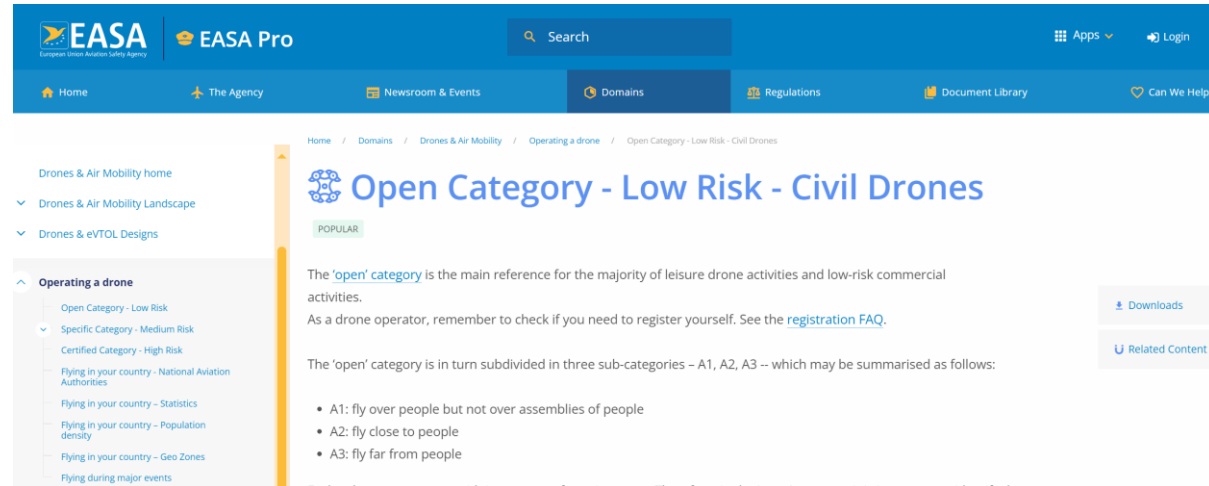 EASA
European Union Aviation Safety Agency
EASA Pro
Search
Apps
Login
Home
The Agency
Newsroom & Events
Domains
Regulations
Document Library
Can We Help
Home / Domains / Drones & Air Mobility / Operating a drone / Open Category - Low Risk - Civil Drones
Drones & Air Mobility home
Drones & Air Mobility Landscape
Drones & eVTOL Designs
Operating a drone
Open Category - Low Risk
Specific Category - Medium Risk
Certified Category - High Risk
Flying in your country - National Aviation
Authorities
Flying in your country – Statistics
Flying in your country – Population
density
Flying in your country – Geo Zones
Flying during major events
Open Category - Low Risk - Civil Drones
POPULAR
The ‘open’ category is the main reference for the majority of leisure drone activities and low-risk commercial
activities.
As a drone operator, remember to check if you need to register yourself. See the registration FAQ.
The ‘open’ category is in turn subdivided in three sub-categories – A1, A2, A3 -- which may be summarised as follows:
• A1: fly over people but not over assemblies of people
• A2: fly close to people
• A3: fly far from people
Downloads
Related Content